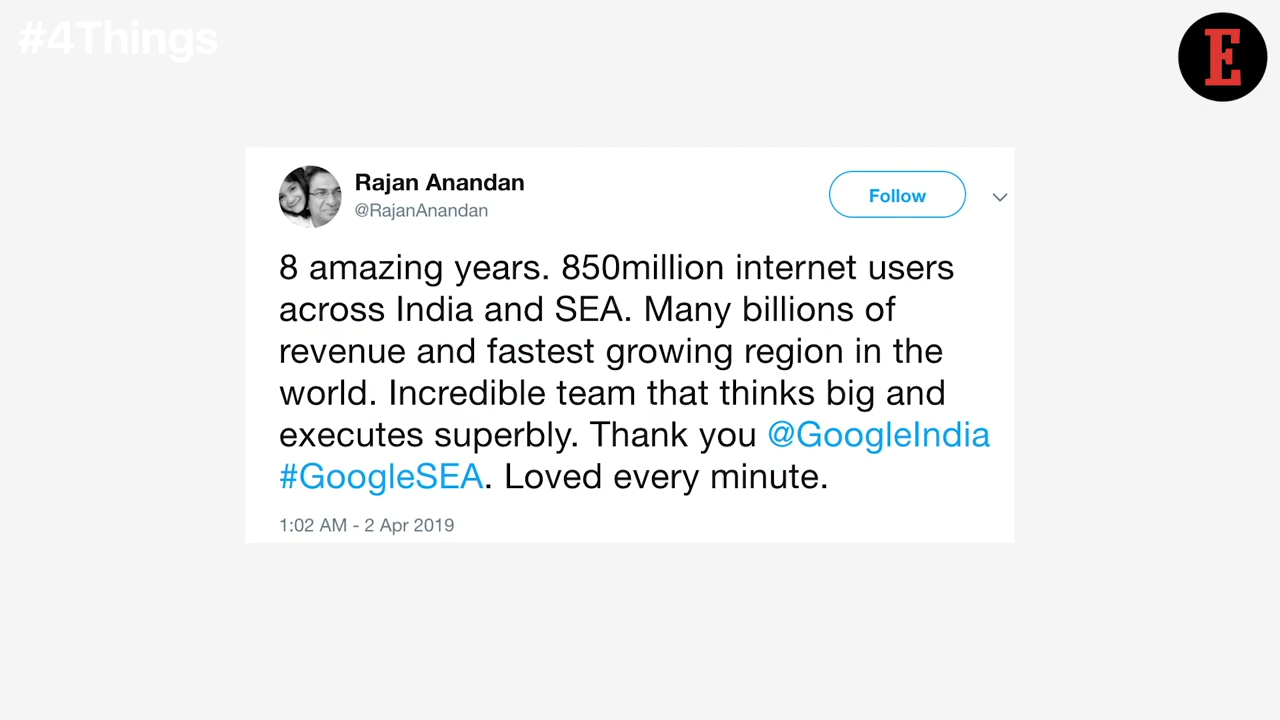 #4Things
E
Rajan Anandan
@RajanAnandan
Follow
8 amazing years. 850million internet users
across India and SEA. Many billions of
revenue and fastest growing region in the
world. Incredible team that thinks big and
executes superbly. Thank you @GoogleIndia
#GoogleSEA. Loved every minute.
1:02 AM - 2 Apr 2019